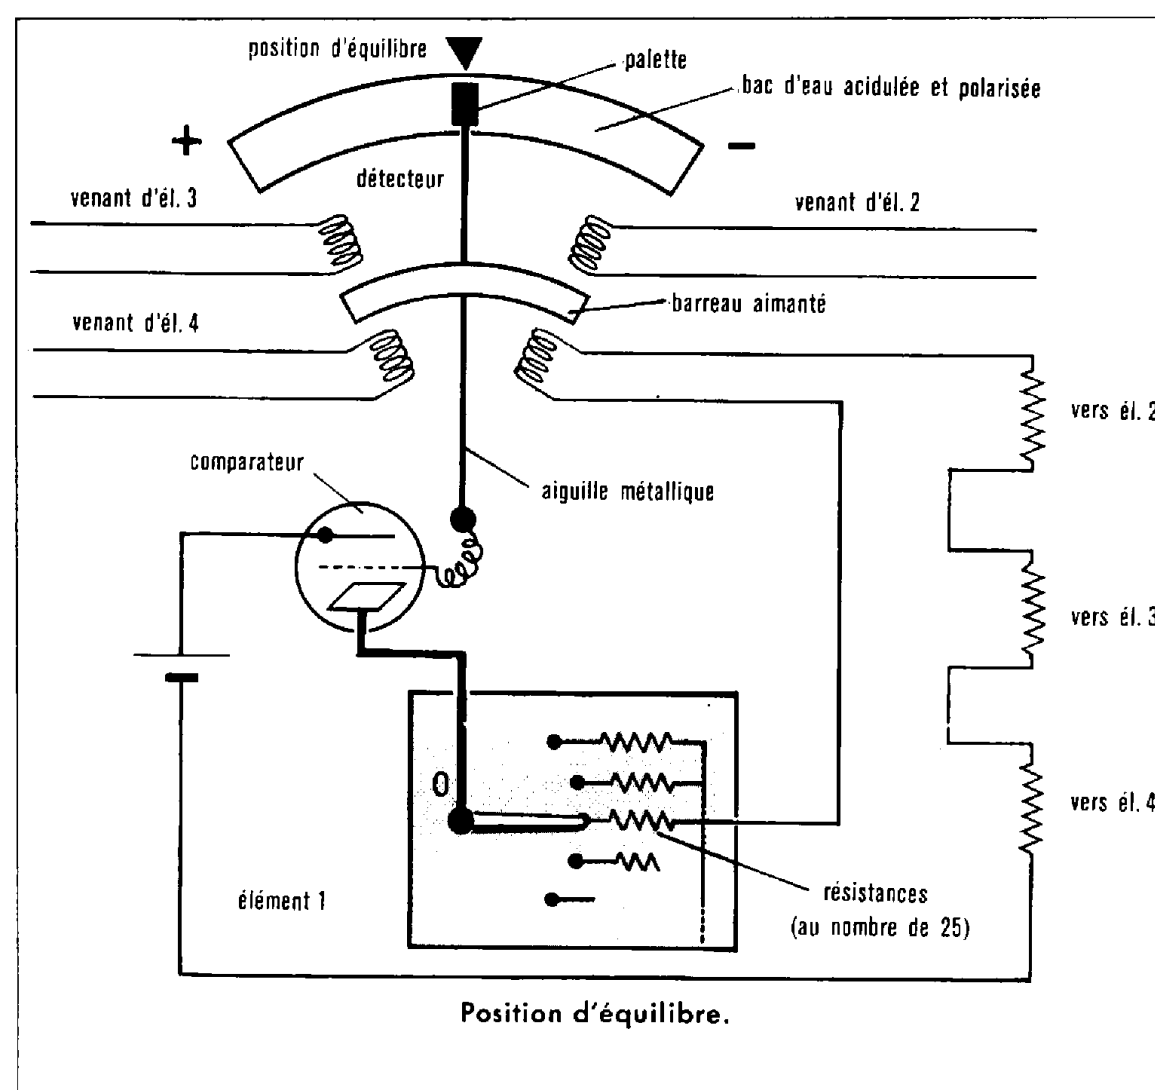 position d'équilibre
palette
bac d'eau acidulée et polarisée
+
-
détecteur
venant d'él. 3
venant d'él. 2
barreau aimanté
venant d'él. 4
vers él. 2
comparateur
aiguille métallique
vers él. 3
O
vers él. 4
élément 1
résistances
(au nombre de 25)
Position d'équilibre.